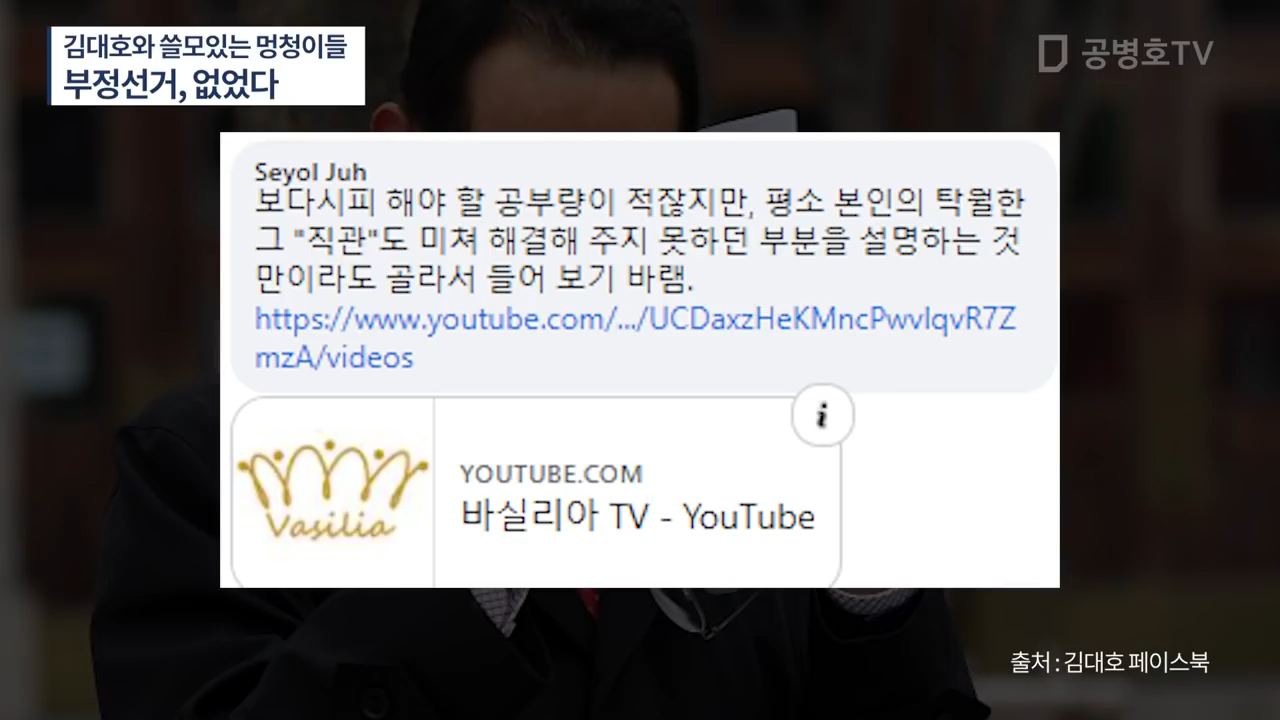 김대호와 쓸모있는 멍청이들
부정선거, 없었다
공병호TV
Seyol Juh
보다시피 해야 할 공부량이 적잖지만, 평소 본인의 탁월한
그 "직관"도 미쳐 해결해 주지 못하던 부분을 설명하는 것
만이라도 골라서 들어 보기 바램.
https://www.youtube.com/.../UCDaxzHeKMncPwvIqvR7Z
mzA/videos
i
Vasilia
YOUTUBE.COM
바실리아 TV - YouTube
출처 : 김대호 페이스북